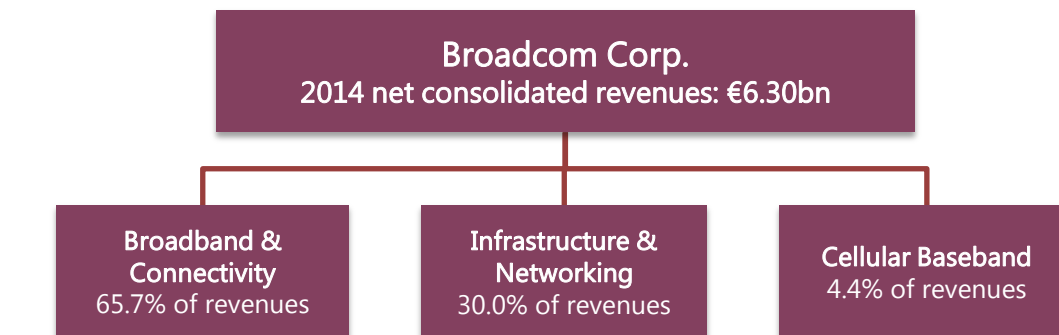 Broadcom Corp.
2014 net consolidated revenues: €6.30bn
Broadband &
Connectivity
65.7% of revenues
Infrastructure &
Networking
30.0% of revenues
Cellular Baseband
4.4% of revenues